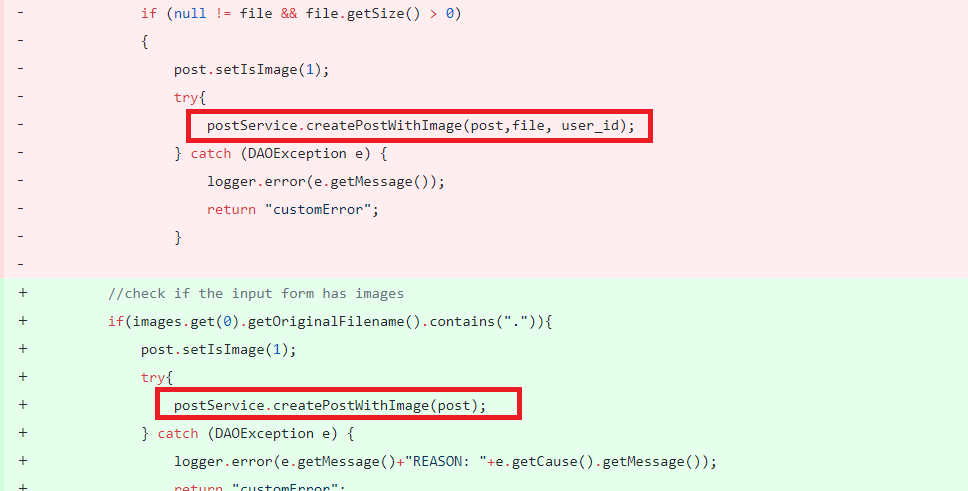 - if (null != file && file.getSize() > 0)
- {
- post.setIsImage(1);
- try{
- postService.createPostWithImage(post,file, user_id);
- } catch (DAOException e) {
- logger.error(e.getMessage());
- return "customError";
- }
-
+ //check if the input form has images
+ if(images.get(0).getOriginalFilename().contains(".")){
+ post.setIsImage(1);
+ try{
+ postService.createPostWithImage(post);
+ } catch (DAOException e) {
+ logger.error(e.getMessage()+"REASON: "+e.getCause().getMessage());
+ return "customError";